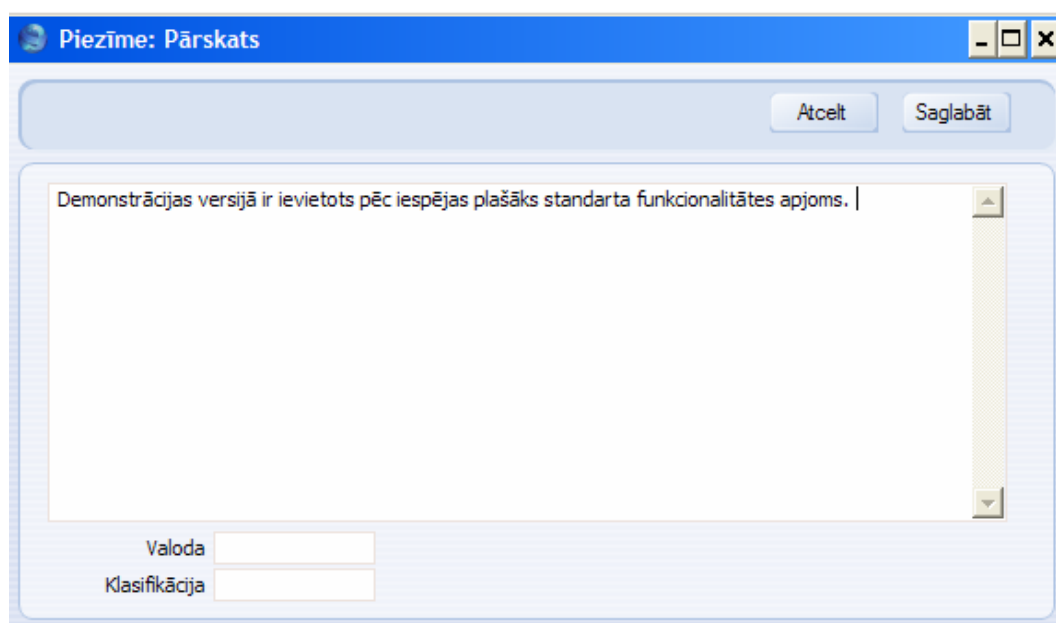 Piezīme: Pārskats
Atcelt Saglabāt
Demonstrācijas versijā ir ievietots pēc iespējas plašāks standarta funkcionalitātes apjoms.
Valoda
Klasifikācija